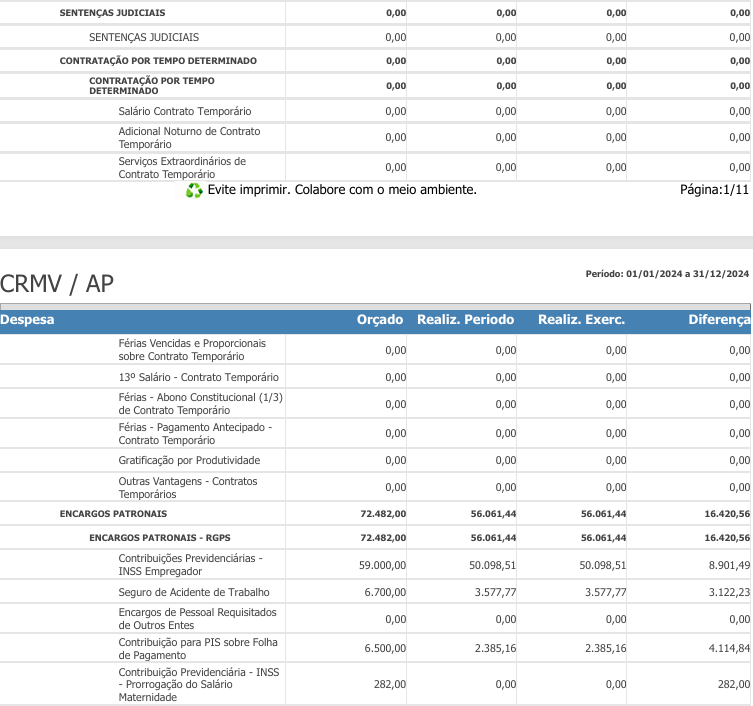 SENTENÇAS JUDICIAIS 0,00 0,00 0,00 0,00
SENTENÇAS JUDICIAIS 0,00 0,00 0,00 0,00
CONTRATAÇÃO POR TEMPO DETERMINADO 0,00 0,00 0,00 0,00
CONTRATAÇÃO POR TEMPO
DETERMINADO 0,00 0,00 0,00 0,00
Salário Contrato Temporário 0,00 0,00 0,00 0,00
Adicional Noturno de Contrato
Temporário 0,00 0,00 0,00 0,00
Serviços Extraordinários de
Contrato Temporário 0,00 0,00 0,00 0,00
Evite imprimir. Colabore com o meio ambiente. Página:1/11
Período: 01/01/2024 a 31/12/2024
CRMV / AP
Despesa Orçado Realiz. Periodo Realiz. Exerc. Diferença
Férias Vencidas e Proporcionais
sobre Contrato Temporário 0,00 0,00 0,00 0,00
13º Salário - Contrato Temporário 0,00 0,00 0,00 0,00
Férias - Abono Constitucional (1/3)
de Contrato Temporário 0,00 0,00 0,00 0,00
Férias - Pagamento Antecipado -
Contrato Temporário 0,00 0,00 0,00 0,00
Gratificação por Produtividade 0,00 0,00 0,00 0,00
Outras Vantagens - Contratos
Temporários 0,00 0,00 0,00 0,00
ENCARGOS PATRONAIS 72.482,00 56.061,44 56.061,44 16.420,56
ENCARGOS PATRONAIS - RGPS 72.482,00 56.061,44 56.061,44 16.420,56
Contribuições Previdenciárias -
INSS Empregador 59.000,00 50.098,51 50.098,51 8.901,49
Seguro de Acidente de Trabalho 6.700,00 3.577,77 3.577,77 3.122,23
Encargos de Pessoal Requisitados
de Outros Entes 0,00 0,00 0,00 0,00
Contribuição para PIS sobre Folha
de Pagamento 6.500,00 2.385,16 2.385,16 4.114,84
Contribuição Previdenciária - INSS
- Prorrogação do Salário
Maternidade 282,00 0,00 0,00 282,00